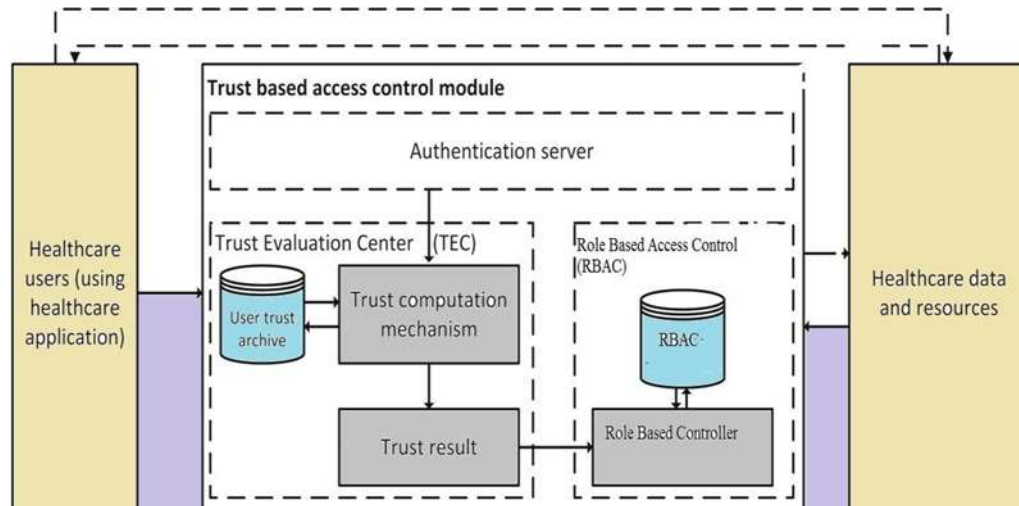 Trust based access control module
Authentication server
Trust Evaluation Center (TEC)
User trust
archive
Trust computation
mechanism
Trust result
Role Based Access Control
(RBAC)
RBAC
Role Based Controller
Healthcare
users (using
healthcare
application)
Healthcare data
and resources